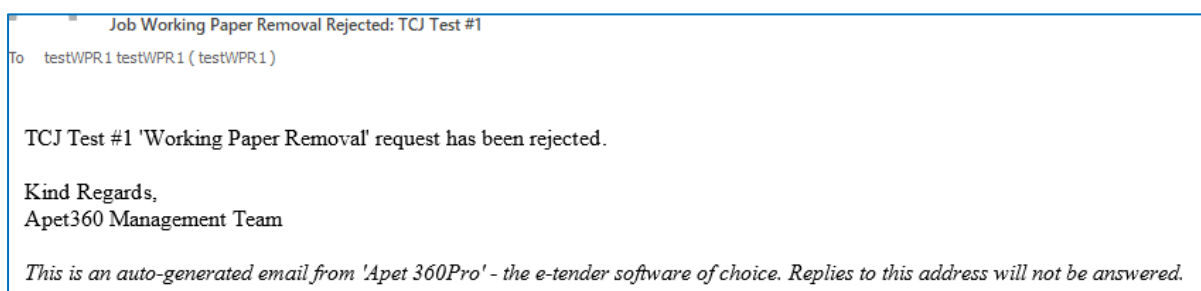 Job Working Paper Removal Rejected: TCJ Test #1
To testWPR1 testWPR1 ( testWPR1 )
TCJ Test #1 'Working Paper Removal' request has been rejected.
Kind Regards,
Apet360 Management Team
This is an auto-generated email from 'Apet 360Pro' - the e-tender software of choice. Replies to this address will not be answered.